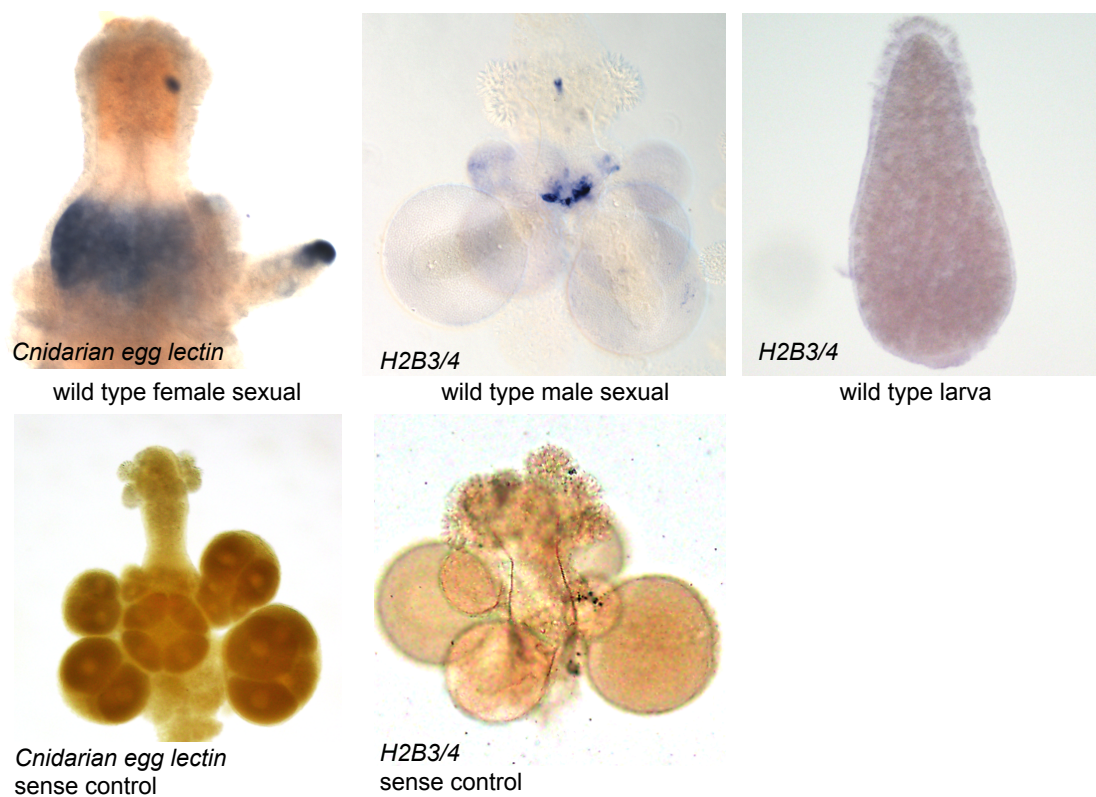 Cnidarian egg lectin
wild type female sexual
H2B3/4
wild type male sexual
H2B3/4
wild type larva
Cnidarian egg lectin
sense control
H2B3/4
sense control